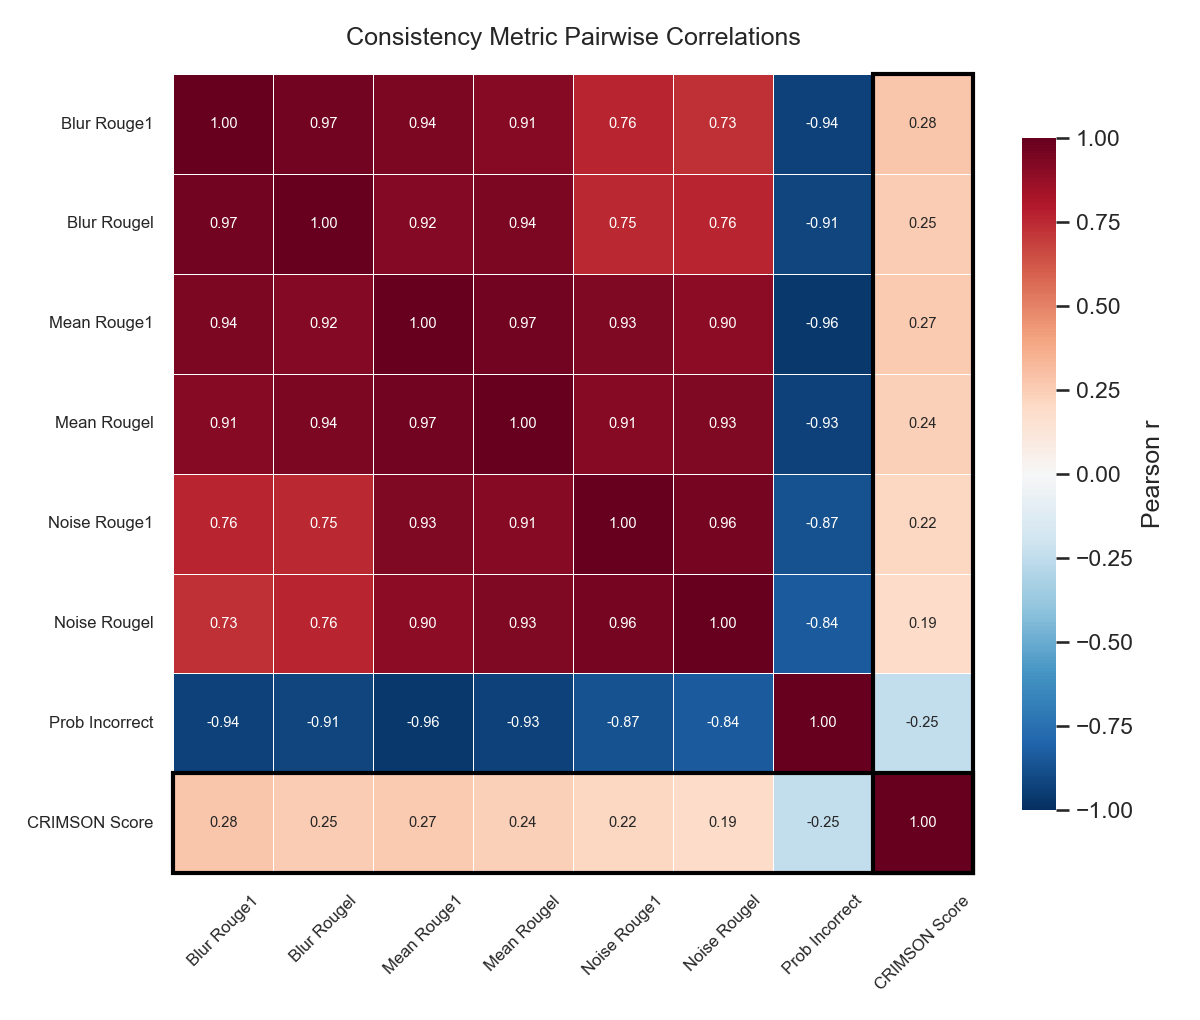 Consistency Metric Pairwise Correlations
Blur Rouge1 1.00 0.97 0.94 0.91 0.76 0.73 -0.94 0.28
Blur Rougel 0.97 1.00 0.92 0.94 0.75 0.76 -0.91 0.25
Mean Rouge1 0.94 0.92 1.00 0.97 0.93 0.90 -0.96 0.27
Mean Rougel 0.91 0.94 0.97 1.00 0.91 0.93 -0.93 0.24
Noise Rouge1 0.76 0.75 0.93 0.91 1.00 0.96 -0.87 0.22
Noise Rougel 0.73 0.76 0.90 0.93 0.96 1.00 -0.84 0.19
Prob Incorrect -0.94 -0.91 -0.96 -0.93 -0.87 -0.84 1.00 -0.25
CRIMSON Score 0.28 0.25 0.27 0.24 0.22 0.19 -0.25 1.00
Blur Rouge1
Blur Rougel
Mean Rouge1
Mean Rougel
Noise Rouge1
Noise Rougel
Prob Incorrect
CRIMSON Score
1.00
0.75
0.50
0.25
0.00
−0.25
−0.50
−0.75
−1.00
Pearson r